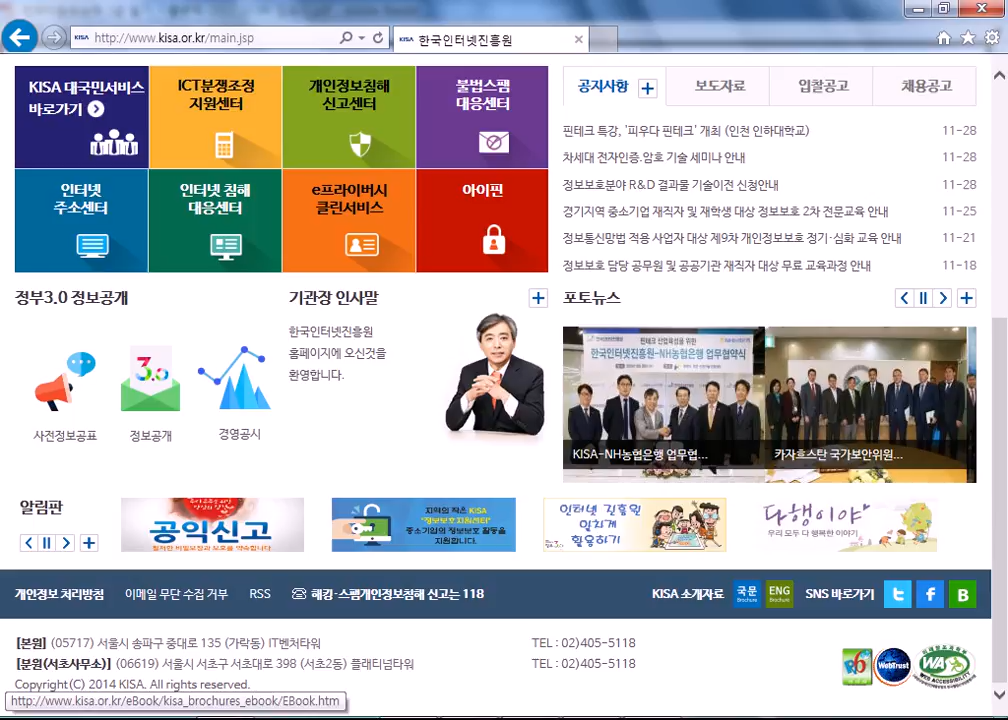 http://www.kisa.or.kr/main.jsp
한국인터넷진흥원
KISA 대국민서비스
바로가기
ICT분쟁조정
지원센터
개인정보침해
신고센터
불법스팸
대응센터
인터넷
주소센터
인터넷 침해
대응센터
e프라이버시
클린서비스
아이핀
공지사항
보도자료
입찰공고
채용공고
핀테크 특강, '피우다 핀테크' 개최 (인천 인하대학교) 11-28
차세대 전자인증.암호 기술 세미나 안내 11-28
정보보호분야 R&D 결과물 기술이전 신청안내 11-28
경기지역 중소기업 재직자 및 재학생 대상 정보보호 2차 전문교육 안내 11-25
정보통신망법 적용 사업자 대상 제9차 개인정보보호 정기·심화 교육 안내 11-21
정보보호 담당 공무원 및 공공기관 재직자 대상 무료 교육과정 안내 11-18
정부3.0 정보공개
3.0
사전정보공표
정보공개
경영공시
기관장 인사말
한국인터넷진흥원
홈페이지에 오신것을
환영합니다.
포토뉴스
핀테크 산업육성을 위한
한국인터넷진흥원-NH농협은행 업무협약식
KISA-NH농협은행 업무협...
카자흐스탄 국가보안위원...
알림판
공익신고
지역의 작은 KISA
"정보보호지원센터"
중소기업의 정보보호 활동을
지원합니다.
인터넷 김홍원
알차게
활용하기
다행이야
우리 모두 다 행복한 이야기
개인정보 처리방침
이메일 무단 수집 거부
RSS
해킹·스팸개인정보침해 신고는 118
KISA 소개자료
국문
Brochure
ENG
Brochure
SNS 바로가기
[본원] (05717) 서울시 송파구 중대로 135 (가락동) IT벤처타워 TEL : 02)405-5118
[분원(서초사무소)] (06619) 서울시 서초구 서초대로 398 (서초2동) 플래티넘타워 TEL : 02)405-5118
Copyright(C) 2014 KISA. All rights reserved.
WebTrust
WA
WEB ACCESSIBILITY
http://www.kisa.or.kr/eBook/kisa_brochures_ebook/EBook.htm